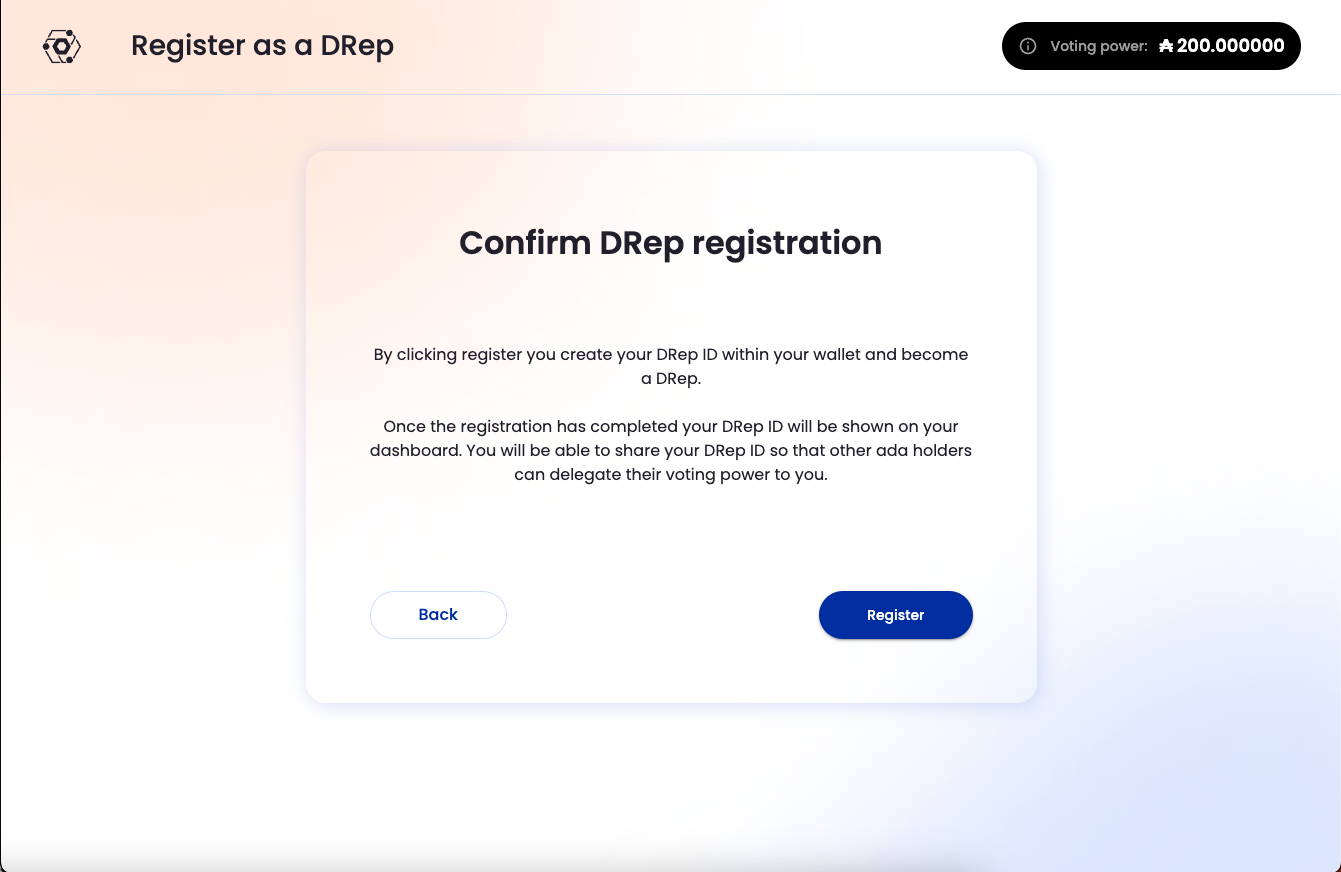 Register as a DRep
Voting power: ₳ 200.000000
Confirm DRep registration
By clicking register you create your DRep ID within your wallet and become
a DRep.
Once the registration has completed your DRep ID will be shown on your
dashboard. You will be able to share your DRep ID so that other ada holders
can delegate their voting power to you.
Back
Register